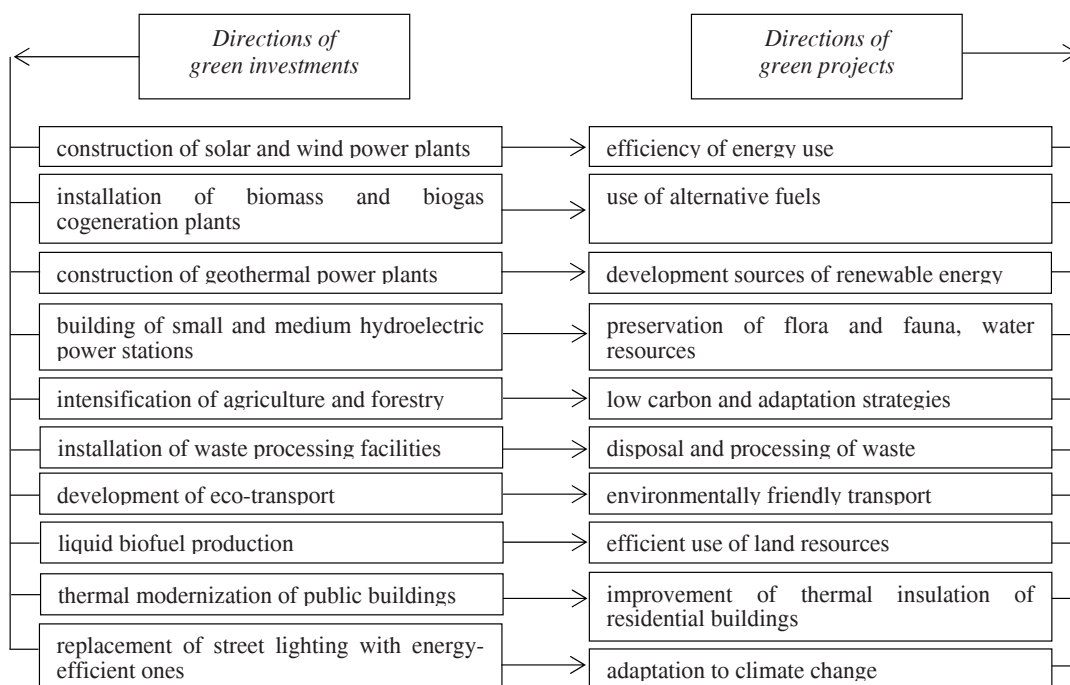 Directions of
green investments
Directions of
green projects
construction of solar and wind power plants
efficiency of energy use
installation of biomass and biogas
cogeneration plants
use of alternative fuels
construction of geothermal power plants
development sources of renewable energy
building of small and medium hydroelectric
power stations
preservation of flora and fauna, water
resources
intensification of agriculture and forestry
low carbon and adaptation strategies
installation of waste processing facilities
disposal and processing of waste
development of eco-transport
environmentally friendly transport
liquid biofuel production
efficient use of land resources
thermal modernization of public buildings
improvement of thermal insulation of
residential buildings
replacement of street lighting with energy-
efficient ones
adaptation to climate change